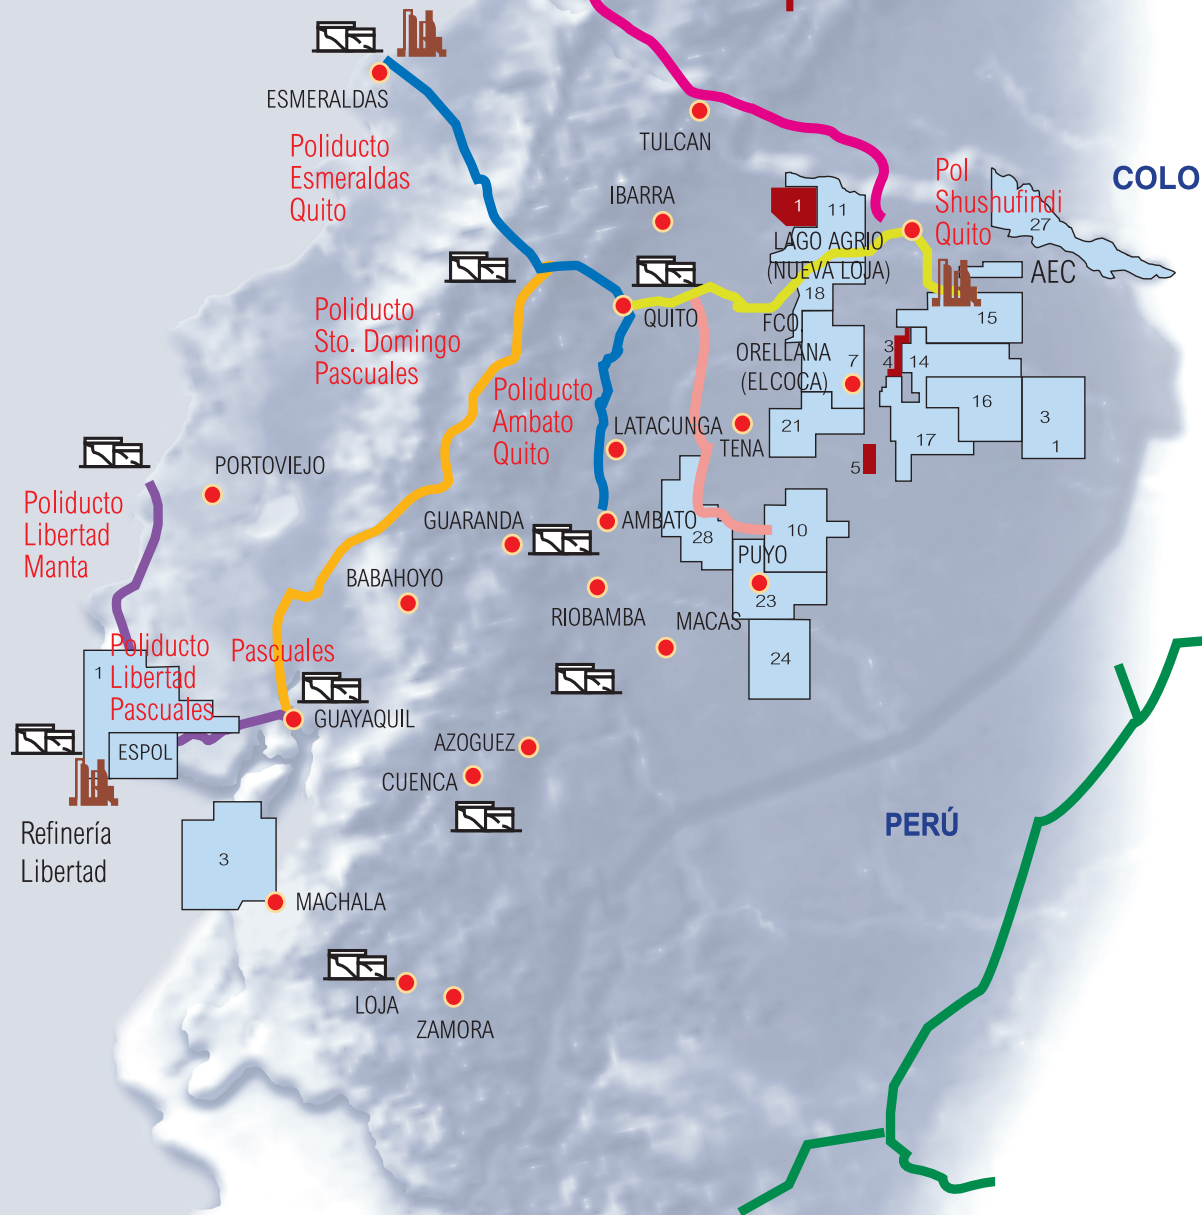 ESMERALDAS
Poliducto
Esmeraldas
Quito
TULCAN
IBARRA
Pol
Shushufindi
Quito
COLO
1
11
27
LAGO AGRIO
(NUEVA LOJA)
AEC
18
15
QUITO
Poliducto
Sto. Domingo
Pascuales
FCO.
ORELLANA
(EL COCA)
7
3
4
14
16
3
1
Poliducto
Ambato
Quito
LATACUNGA
TENA
21
17
5
PORTOVIEJO
Poliducto
Libertad
Manta
GUARANDA
AMBATO
28
10
PUYO
23
BABAHOYO
RIOBAMBA
MACAS
24
1
Poliducto
Libertad
Pascuales
Pascuales
GUAYAQUIL
ESPOL
AZOGUEZ
CUENCA
PERÚ
Refinería
Libertad
3
MACHALA
LOJA
ZAMORA